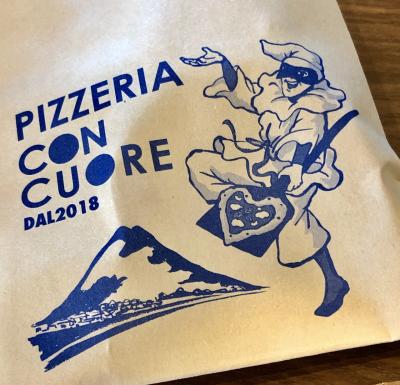 PIZZERIA
CON
CUORE
DAL2018